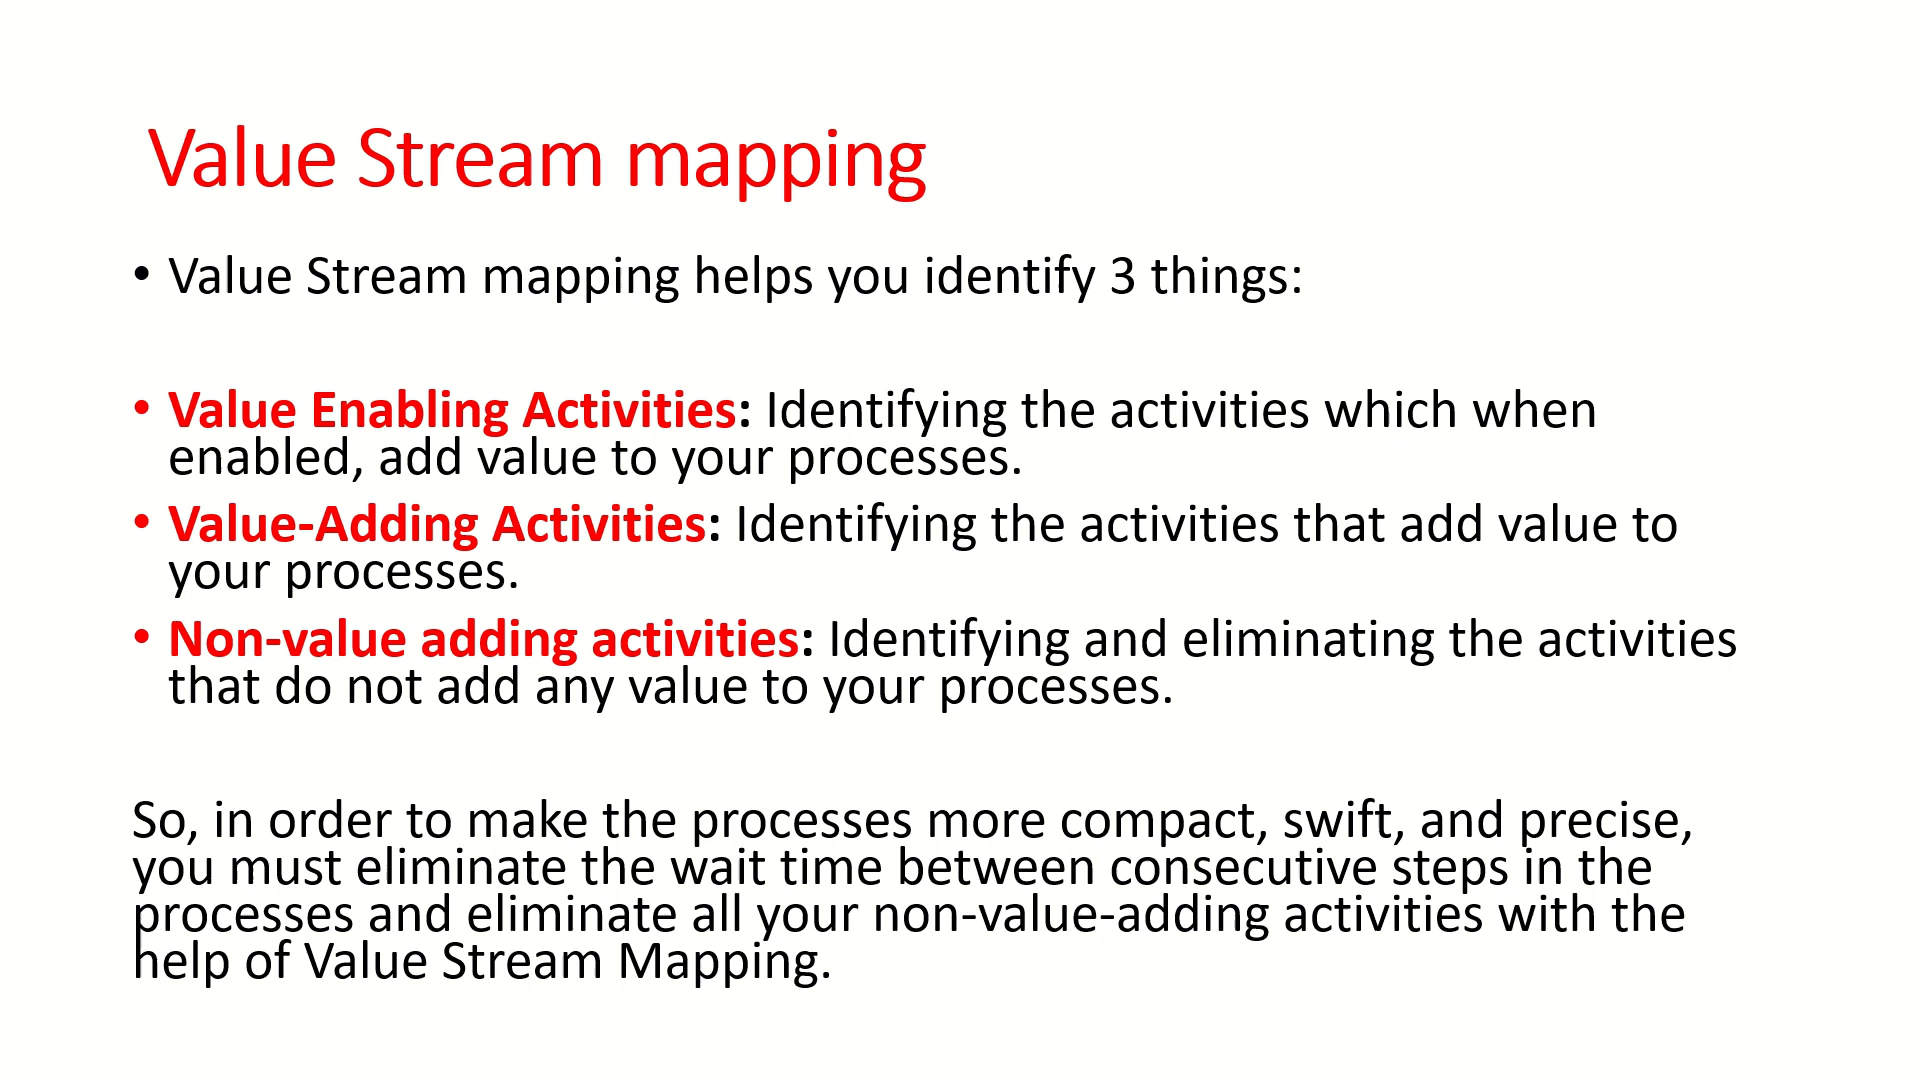 Value Stream mapping
• Value Stream mapping helps you identify 3 things:
• Value Enabling Activities: Identifying the activities which when
enabled, add value to your processes.
• Value-Adding Activities: Identifying the activities that add value to
your processes.
• Non-value adding activities: Identifying and eliminating the activities
that do not add any value to your processes.
So, in order to make the processes more compact, swift, and precise,
you must eliminate the wait time between consecutive steps in the
processes and eliminate all your non-value-adding activities with the
help of Value Stream Mapping.